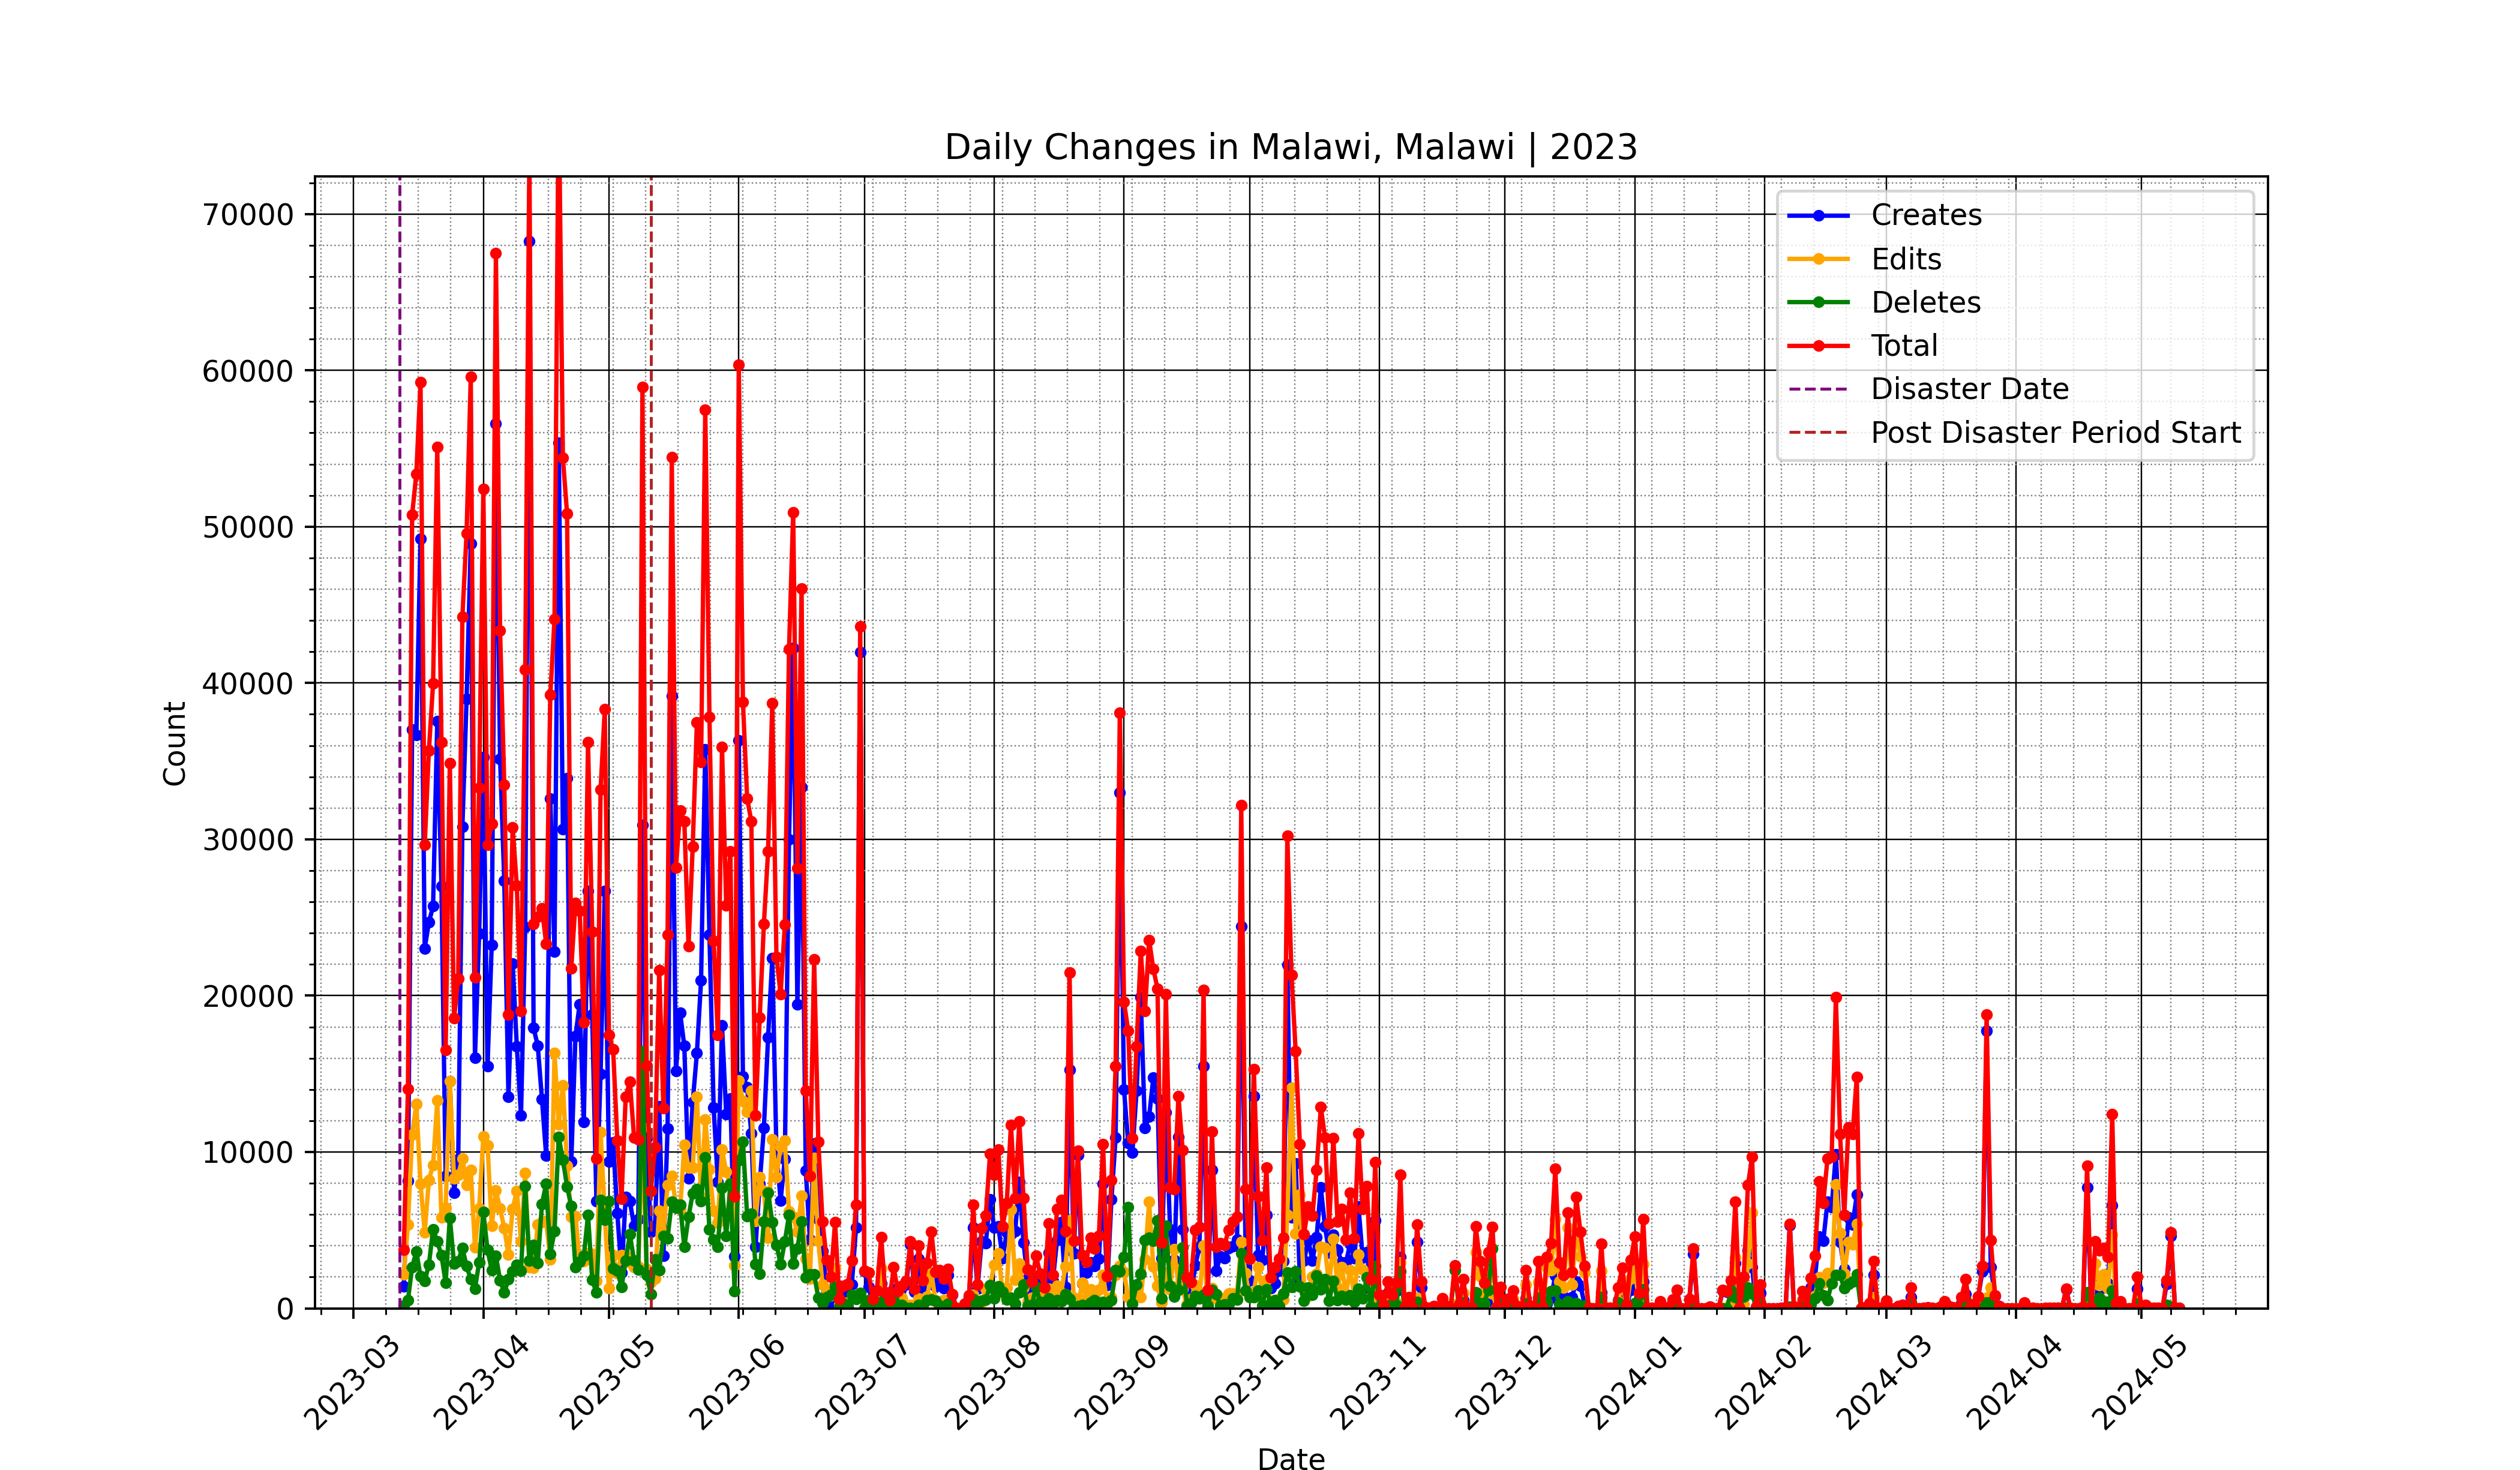 Daily Changes in Malawi, Malawi | 2023
Creates
Edits
Deletes
Total
Disaster Date
Post Disaster Period Start
Count
70000
60000
50000
40000
30000
20000
10000
0
2023-03
2023-04
2023-05
2023-06
2023-07
2023-08
2023-09
2023-10
2023-11
2023-12
2024-01
2024-02
2024-03
2024-04
2024-05
Date